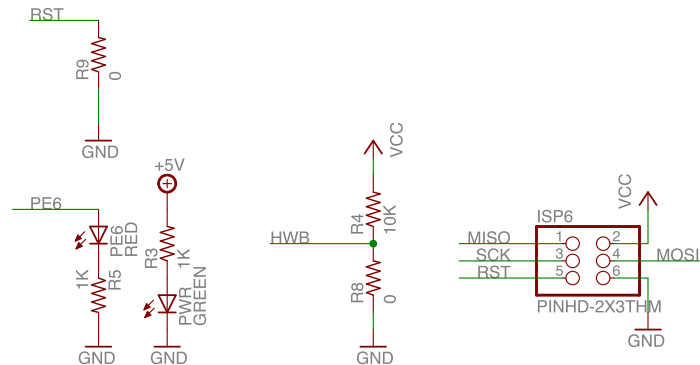 RST
R9
0
GND
+5V
PE6
PE6
RED
1K
R5
GND
R3
1K
PWR
GREEN
GND
VCC
R4
10K
HWB
R8
0
GND
VCC
ISP6
MISO
1
2
SCK
3
4
MOSI
RST
5
6
PINHD-2X3THM
GND